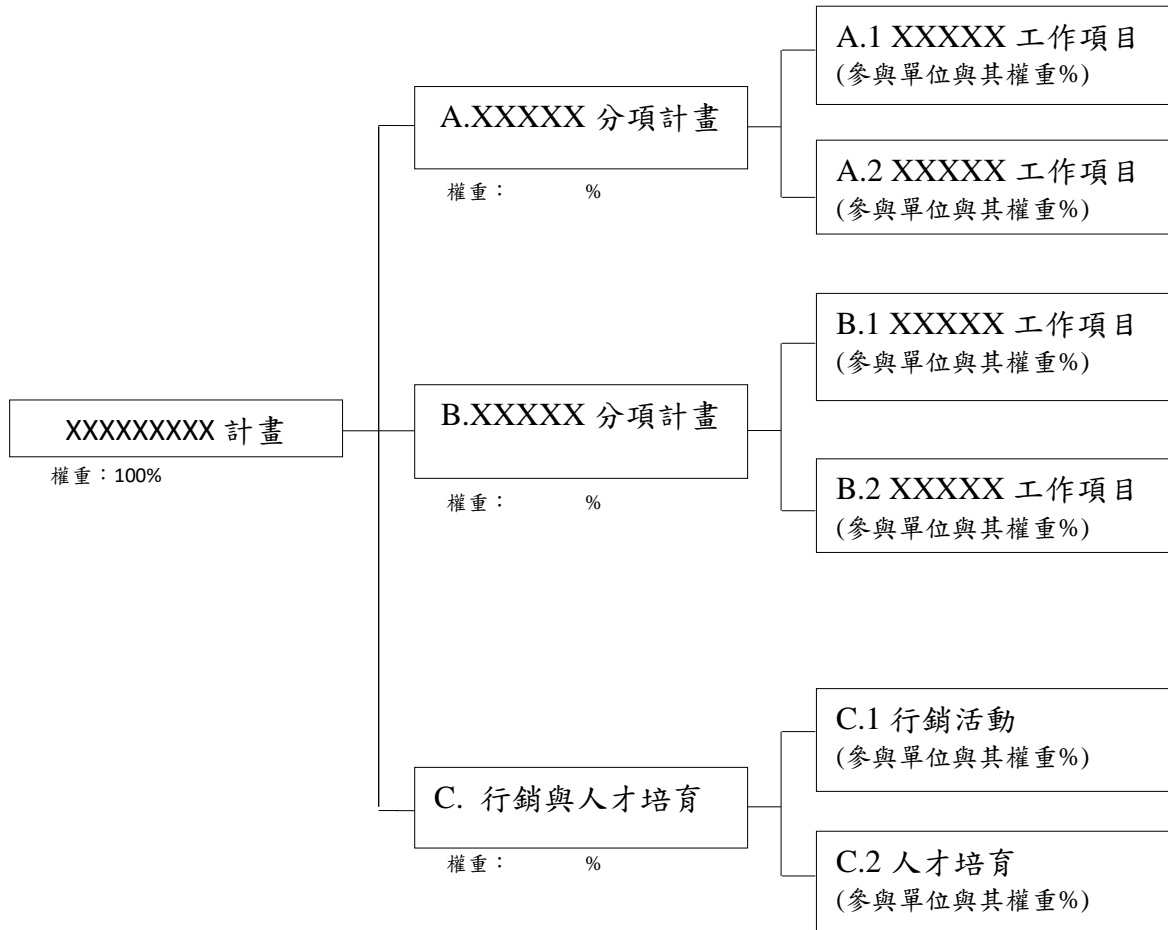 A.1 XXXXX 工作項目
(參與單位與其權重%)
A.XXXXX 分項計畫
權重： %
A.2 XXXXX 工作項目
(參與單位與其權重%)
B.1 XXXXX 工作項目
(參與單位與其權重%)
XXXXXXXXX 計畫
權重：100%
B.XXXXX 分項計畫
權重： %
B.2 XXXXX 工作項目
(參與單位與其權重%)
C.1 行銷活動
(參與單位與其權重%)
C. 行銷與人才培育
權重： %
C.2 人才培育
(參與單位與其權重%)